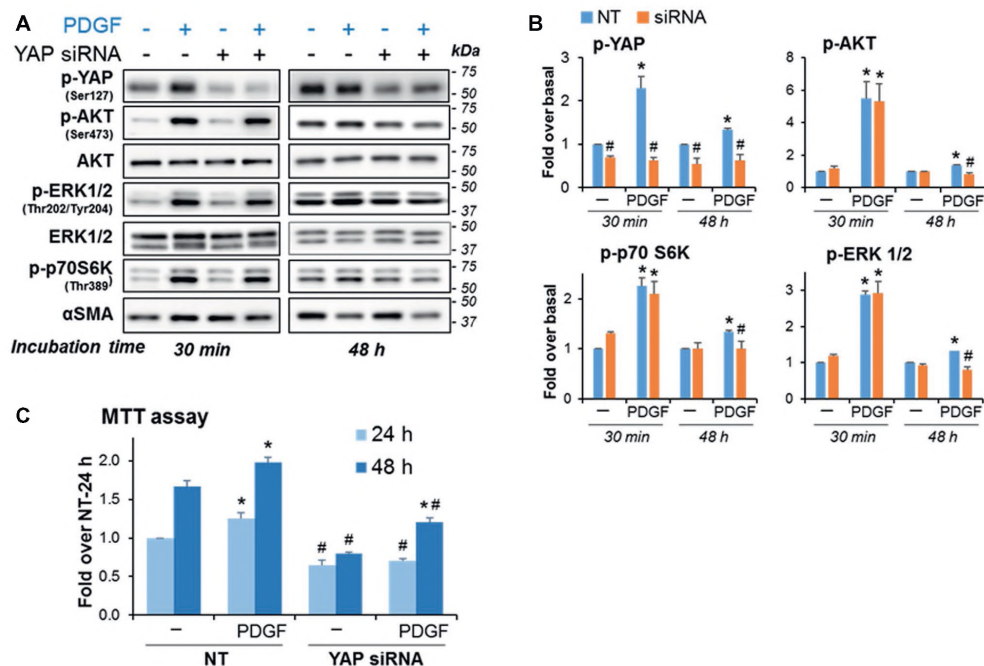 A
PDGF - + - + - + - +
YAP siRNA - - + + - - + + kDa
p-YAP
(Ser127)
- 75
- 50
p-AKT
(Ser473)
- 75
- 50
AKT
- 75
- 50
p-ERK1/2
(Thr202/Tyr204)
- 50
- 37
ERK1/2
- 50
- 37
p-p70S6K
(Thr389)
- 75
- 50
αSMA
- 50
- 37
Incubation time 30 min 48 h
B
NT siRNA
p-YAP
Fold over basal
3
2
1
0
# * # # * #
– PDGF – PDGF
30 min 48 h
p-AKT
8
6
4
2
0
* * * #
– PDGF – PDGF
30 min 48 h
p-p70 S6K
Fold over basal
2
1
0
* * * #
– PDGF – PDGF
30 min 48 h
p-ERK 1/2
3
2
1
0
* * * #
– PDGF – PDGF
30 min 48 h
C
MTT assay
24 h
48 h
Fold over NT-24 h
2.0
1.5
1.0
0.5
0.0
* * # # # *#
– PDGF – PDGF
NT YAP siRNA